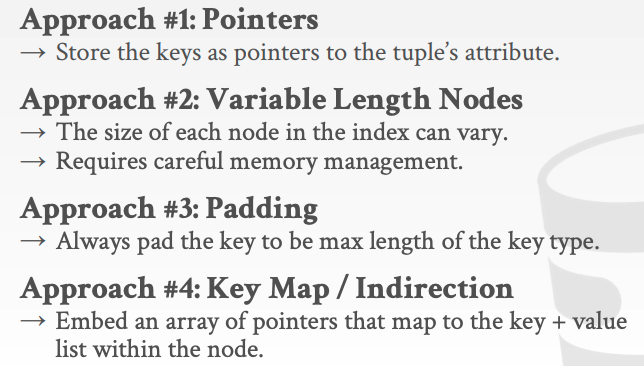 Approach #1: Pointers
→ Store the keys as pointers to the tuple’s attribute.
Approach #2: Variable Length Nodes
→ The size of each node in the index can vary.
→ Requires careful memory management.
Approach #3: Padding
→ Always pad the key to be max length of the key type.
Approach #4: Key Map / Indirection
→ Embed an array of pointers that map to the key + value
list within the node.